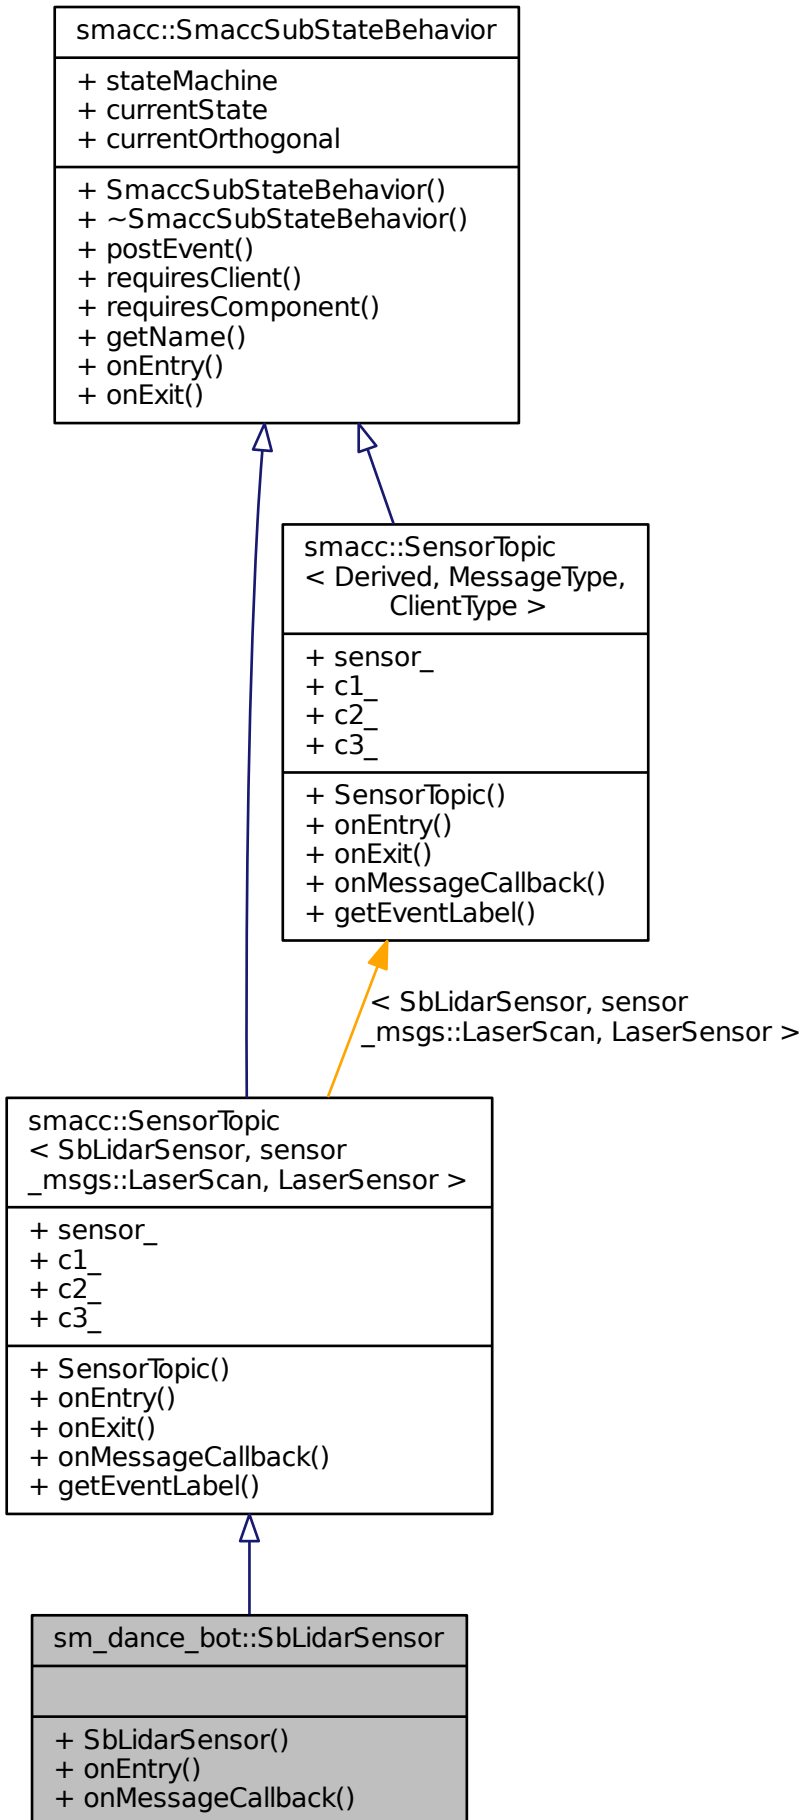 smacc::SmaccSubStateBehavior
+ stateMachine
+ currentState
+ currentOrthogonal
+ SmaccSubStateBehavior()
+ ~SmaccSubStateBehavior()
+ postEvent()
+ requiresClient()
+ requiresComponent()
+ getName()
+ onEntry()
+ onExit()
smacc::SensorTopic
< Derived, MessageType,
ClientType >
+ sensor_
+ c1_
+ c2_
+ c3_
+ SensorTopic()
+ onEntry()
+ onExit()
+ onMessageCallback()
+ getEventLabel()
< SbLidarSensor, sensor
_msgs::LaserScan, LaserSensor >
smacc::SensorTopic
< SbLidarSensor, sensor
_msgs::LaserScan, LaserSensor >
+ sensor_
+ c1_
+ c2_
+ c3_
+ SensorTopic()
+ onEntry()
+ onExit()
+ onMessageCallback()
+ getEventLabel()
sm_dance_bot::SbLidarSensor
+ SbLidarSensor()
+ onEntry()
+ onMessageCallback()